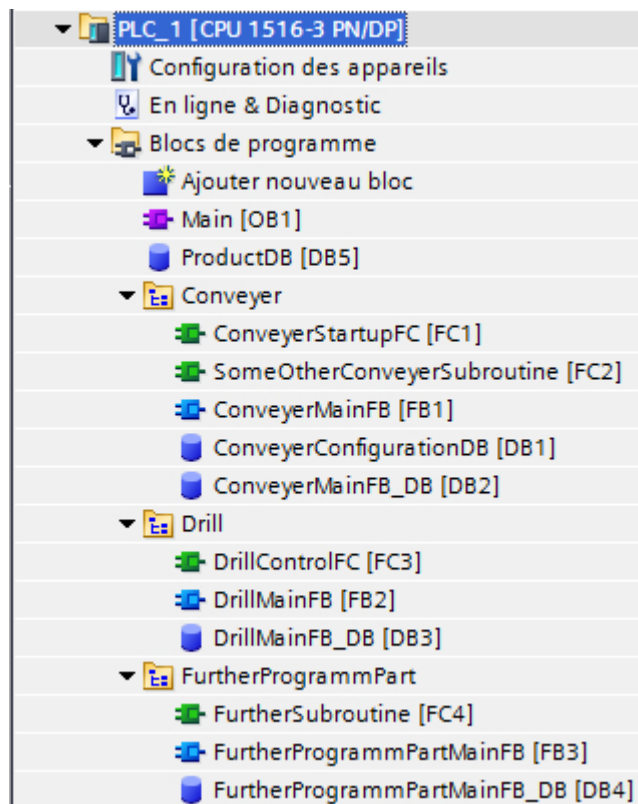 PLC_1 [CPU 1516-3 PN/DP]
Configuration des appareils
En ligne & Diagnostic
Blocs de programme
Ajouter nouveau bloc
Main [OB1]
ProductDB [DB5]
Conveyer
ConveyerStartupFC [FC1]
SomeOtherConveyerSubroutine [FC2]
ConveyerMainFB [FB1]
ConveyerConfigurationDB [DB1]
ConveyerMainFB_DB [DB2]
Drill
DrillControlFC [FC3]
DrillMainFB [FB2]
DrillMainFB_DB [DB3]
FurtherProgrammPart
FurtherSubroutine [FC4]
FurtherProgrammPartMainFB [FB3]
FurtherProgrammPartMainFB_DB [DB4]